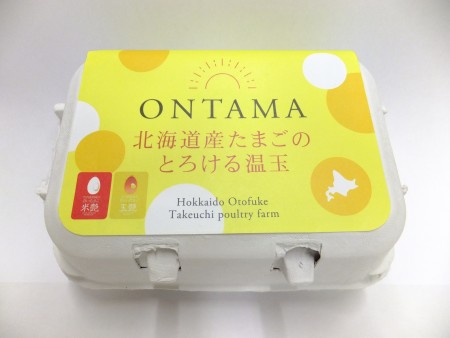 ONTAMA
北海道産たまごの
とろける温玉
米艶
玉艶
Hokkaido Otofuke
Takeuchi poultry farm